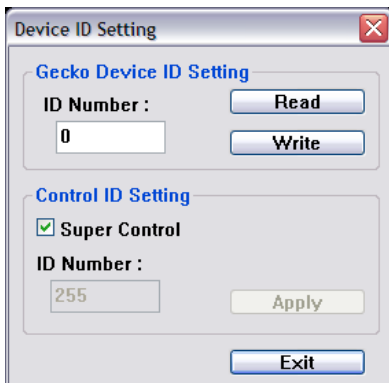 Device ID Setting
Gecko Device ID Setting
ID Number :
Read
0
Write
Control ID Setting
Super Control
ID Number :
255
Apply
Exit